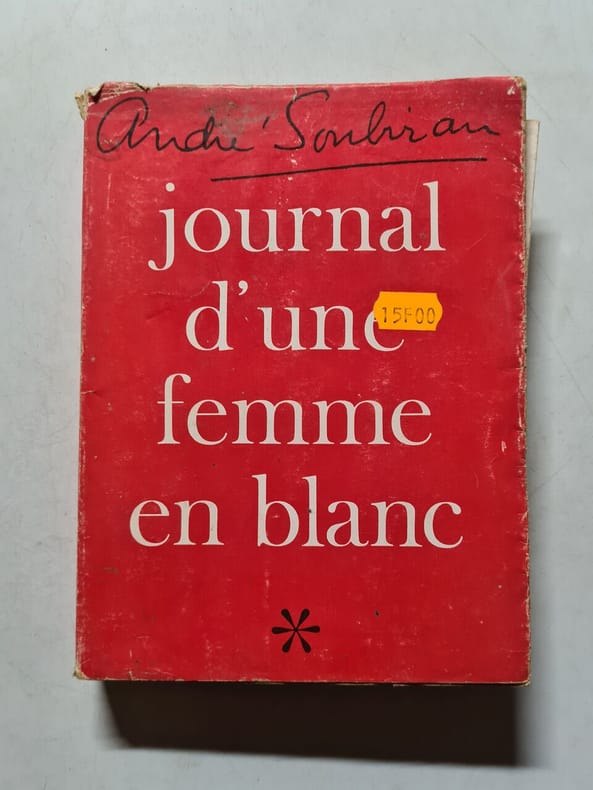 André Soubiran
journal
d'une
15F00
femme
en blanc
*